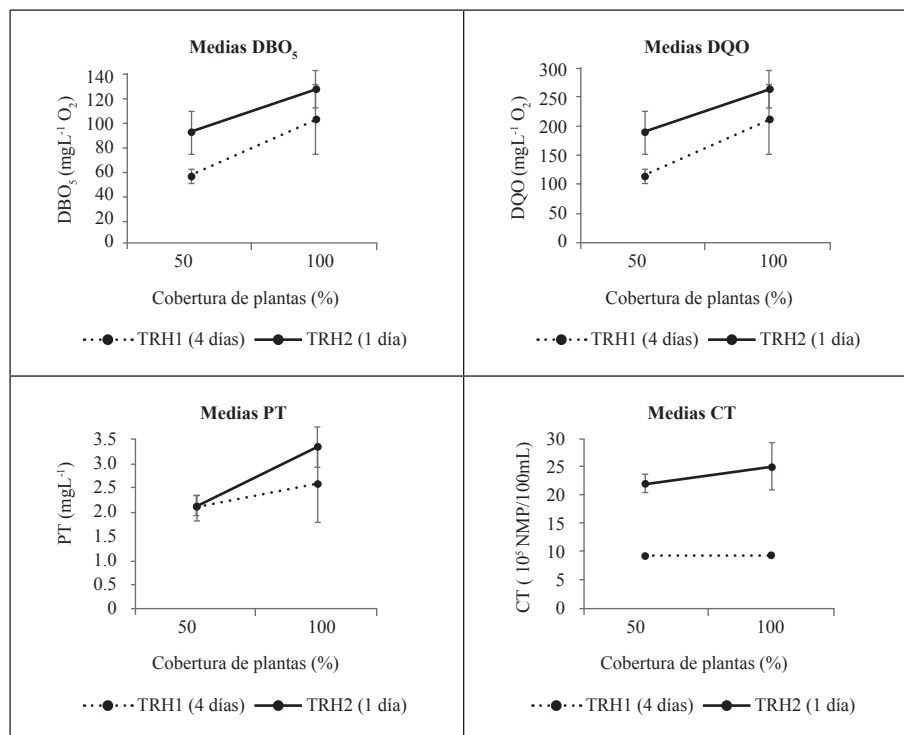 Medias DBO₅
140
120
100
80
60
40
20
0
DBO₅ (mgL⁻¹ O₂)
50 100
Cobertura de plantas (%)
TRH1 (4 días) TRH2 (1 día)
Medias DQO
300
250
200
150
100
50
0
DQO (mgL⁻¹ O₂)
50 100
Cobertura de plantas (%)
TRH1 (4 días) TRH2 (1 día)
Medias PT
3.5
3.0
2.5
2.0
1.0
0.5
0
PT (mgL⁻¹)
50 100
Cobertura de plantas (%)
TRH1 (4 días) TRH2 (1 día)
Medias CT
30
25
20
15
10
5
0
CT ( 10⁵ NMP/100mL)
50 100
Cobertura de plantas (%)
TRH1 (4 días) TRH2 (1 día)